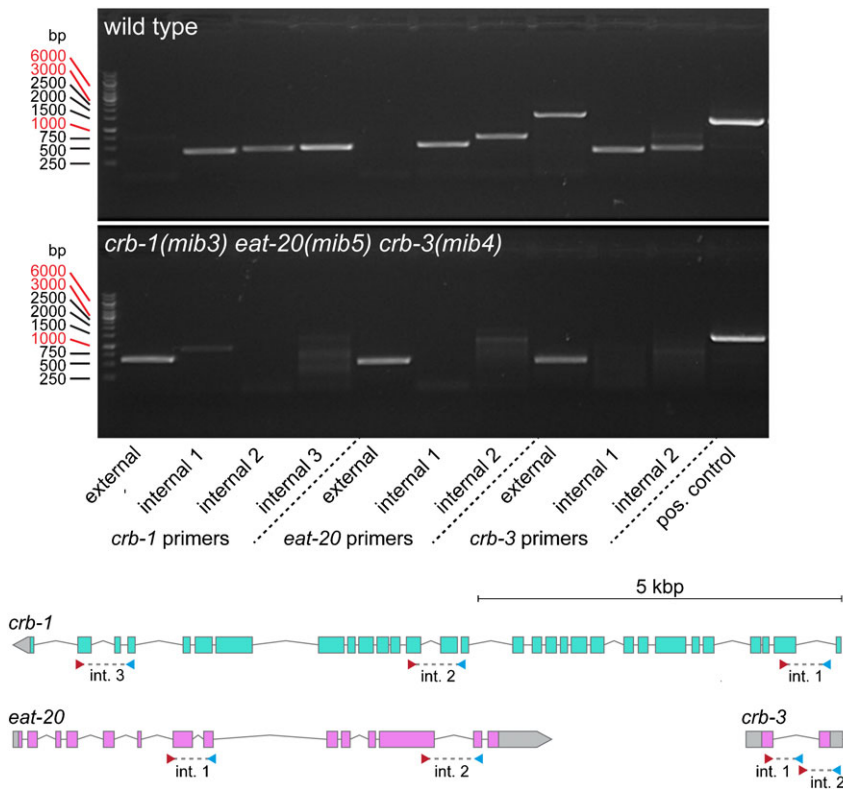 wild type
bp
6000
3000
2500
2000
1500
1000
750
500
250
crb-1(mib3) eat-20(mib5) crb-3(mib4)
bp
6000
3000
2500
2000
1500
1000
750
500
250
external
internal 1
internal 2
internal 3
external
internal 1
internal 2
external
internal 1
internal 2
pos. control
crb-1 primers
eat-20 primers
crb-3 primers
5 kbp
crb-1
int. 3
int. 2
int. 1
eat-20
crb-3
int. 1
int. 2
int. 1
int. 2